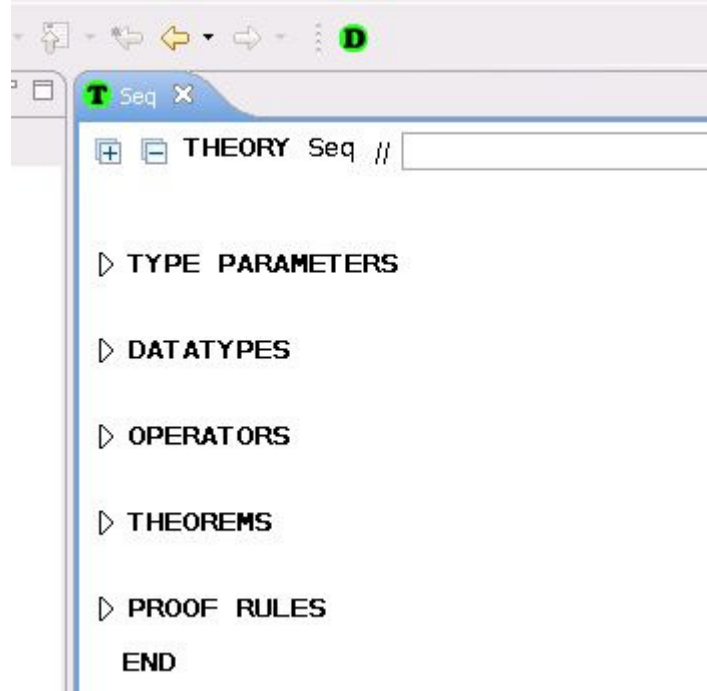 D
T Seq
THEORY Seq //
TYPE PARAMETERS
DATATYPES
OPERATORS
THEOREMS
PROOF RULES
END